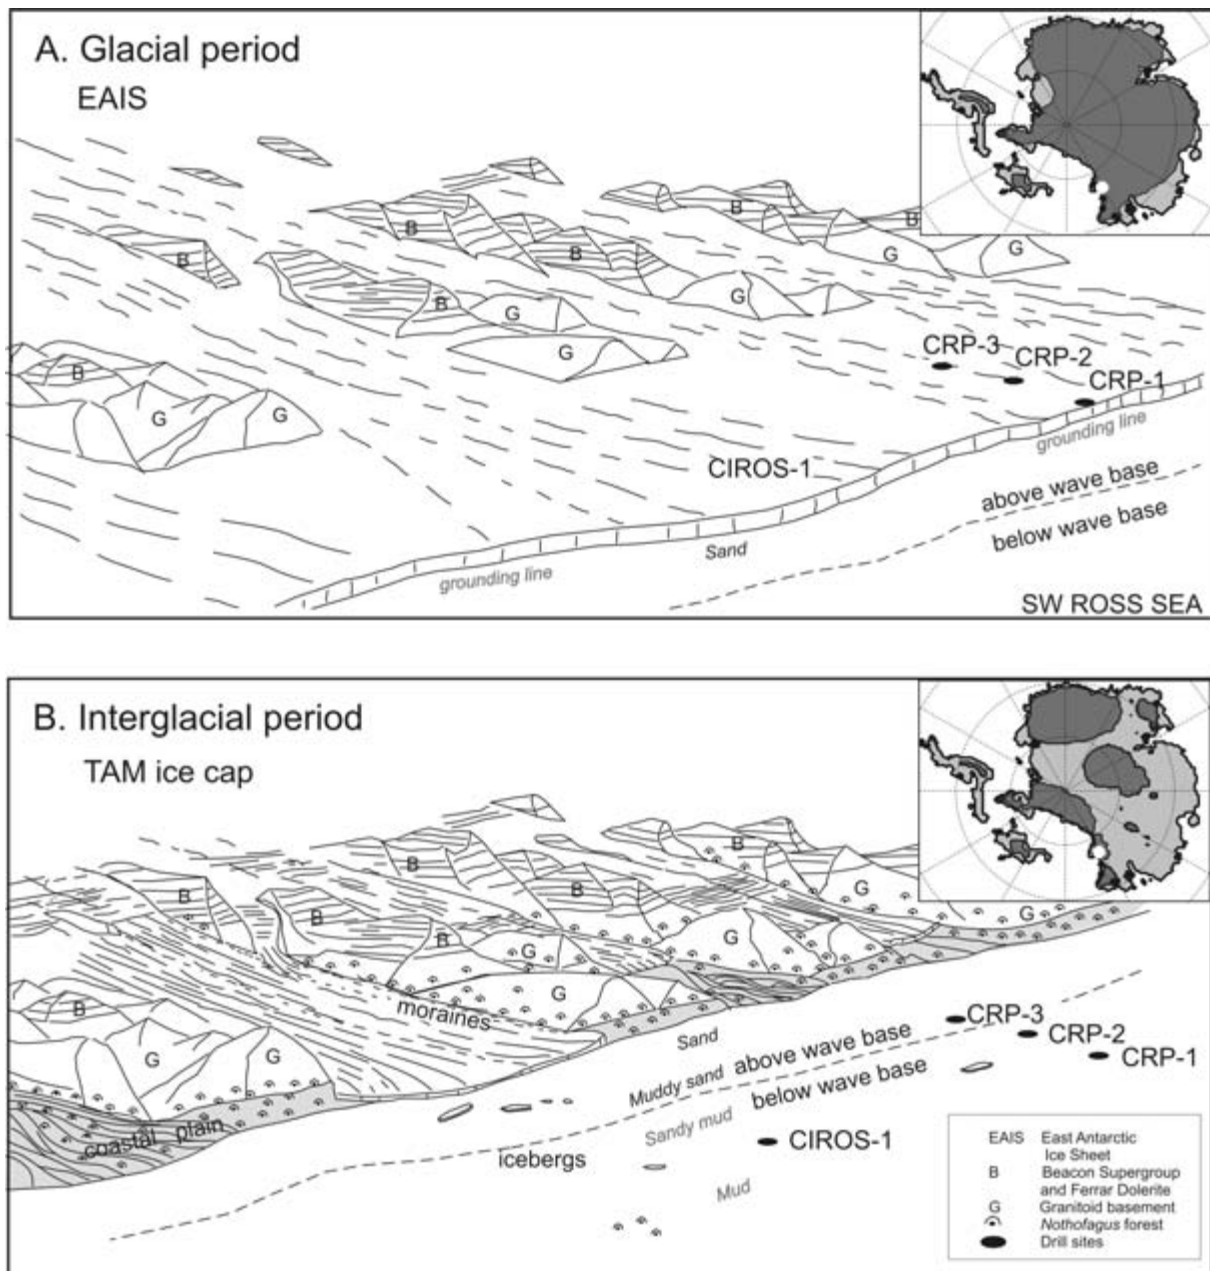 A. Glacial period
EAIS
B
B
B
B
B
B
B
G
G
G
G
G
G
G
CRP-3
CRP-2
CRP-1
CIROS-1
grounding line
above wave base
below wave base
Sand
grounding line
SW ROSS SEA
B. Interglacial period
TAM ice cap
B
B
B
B
B
B
B
G
G
G
G
G
G
moraines
coastal plain
Sand
CRP-3
CRP-2
CRP-1
Muddy sand
above wave base
below wave base
Sandy mud
CIROS-1
icebergs
Mud
EAIS East Antarctic
Ice Sheet
B Beacon Supergroup
and Ferrar Dolerite
G Granitoid basement
Nothofagus forest
Drill sites